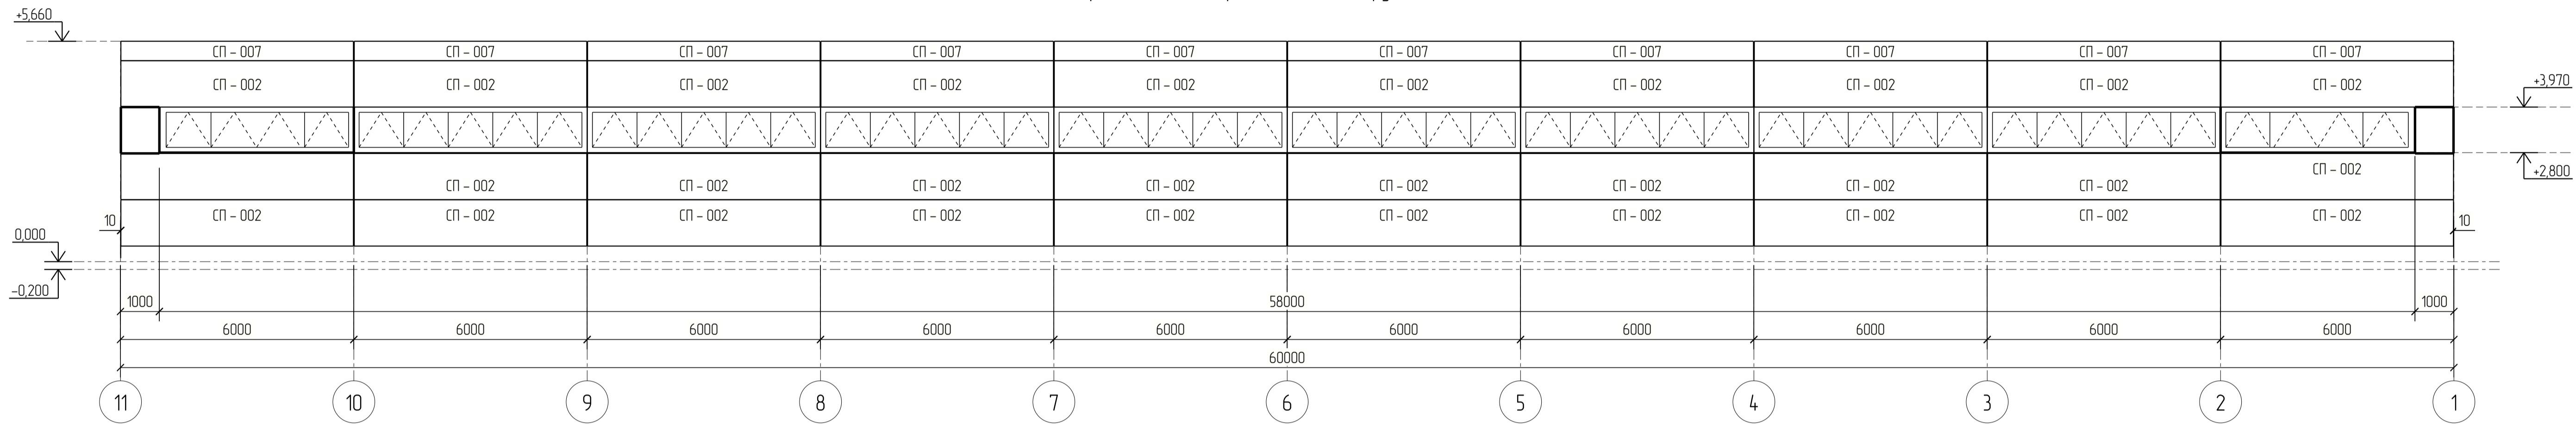 +5,660
СП – 007 СП – 007 СП – 007 СП – 007 СП – 007 СП – 007 СП – 007 СП – 007 СП – 007 СП – 007
СП – 002 СП – 002 СП – 002 СП – 002 СП – 002 СП – 002 СП – 002 СП – 002 СП – 002 СП – 002
+3,970
+2,800
СП – 002
СП – 002 СП – 002 СП – 002 СП – 002 СП – 002 СП – 002 СП – 002 СП – 002
СП – 002 СП – 002 СП – 002 СП – 002 СП – 002 СП – 002 СП – 002 СП – 002 СП – 002 СП – 002
10 10
0,000
–0,200
1000 58000 1000
6000 6000 6000 6000 6000 6000 6000 6000 6000 6000
60000
11 10 9 8 7 6 5 4 3 2 1